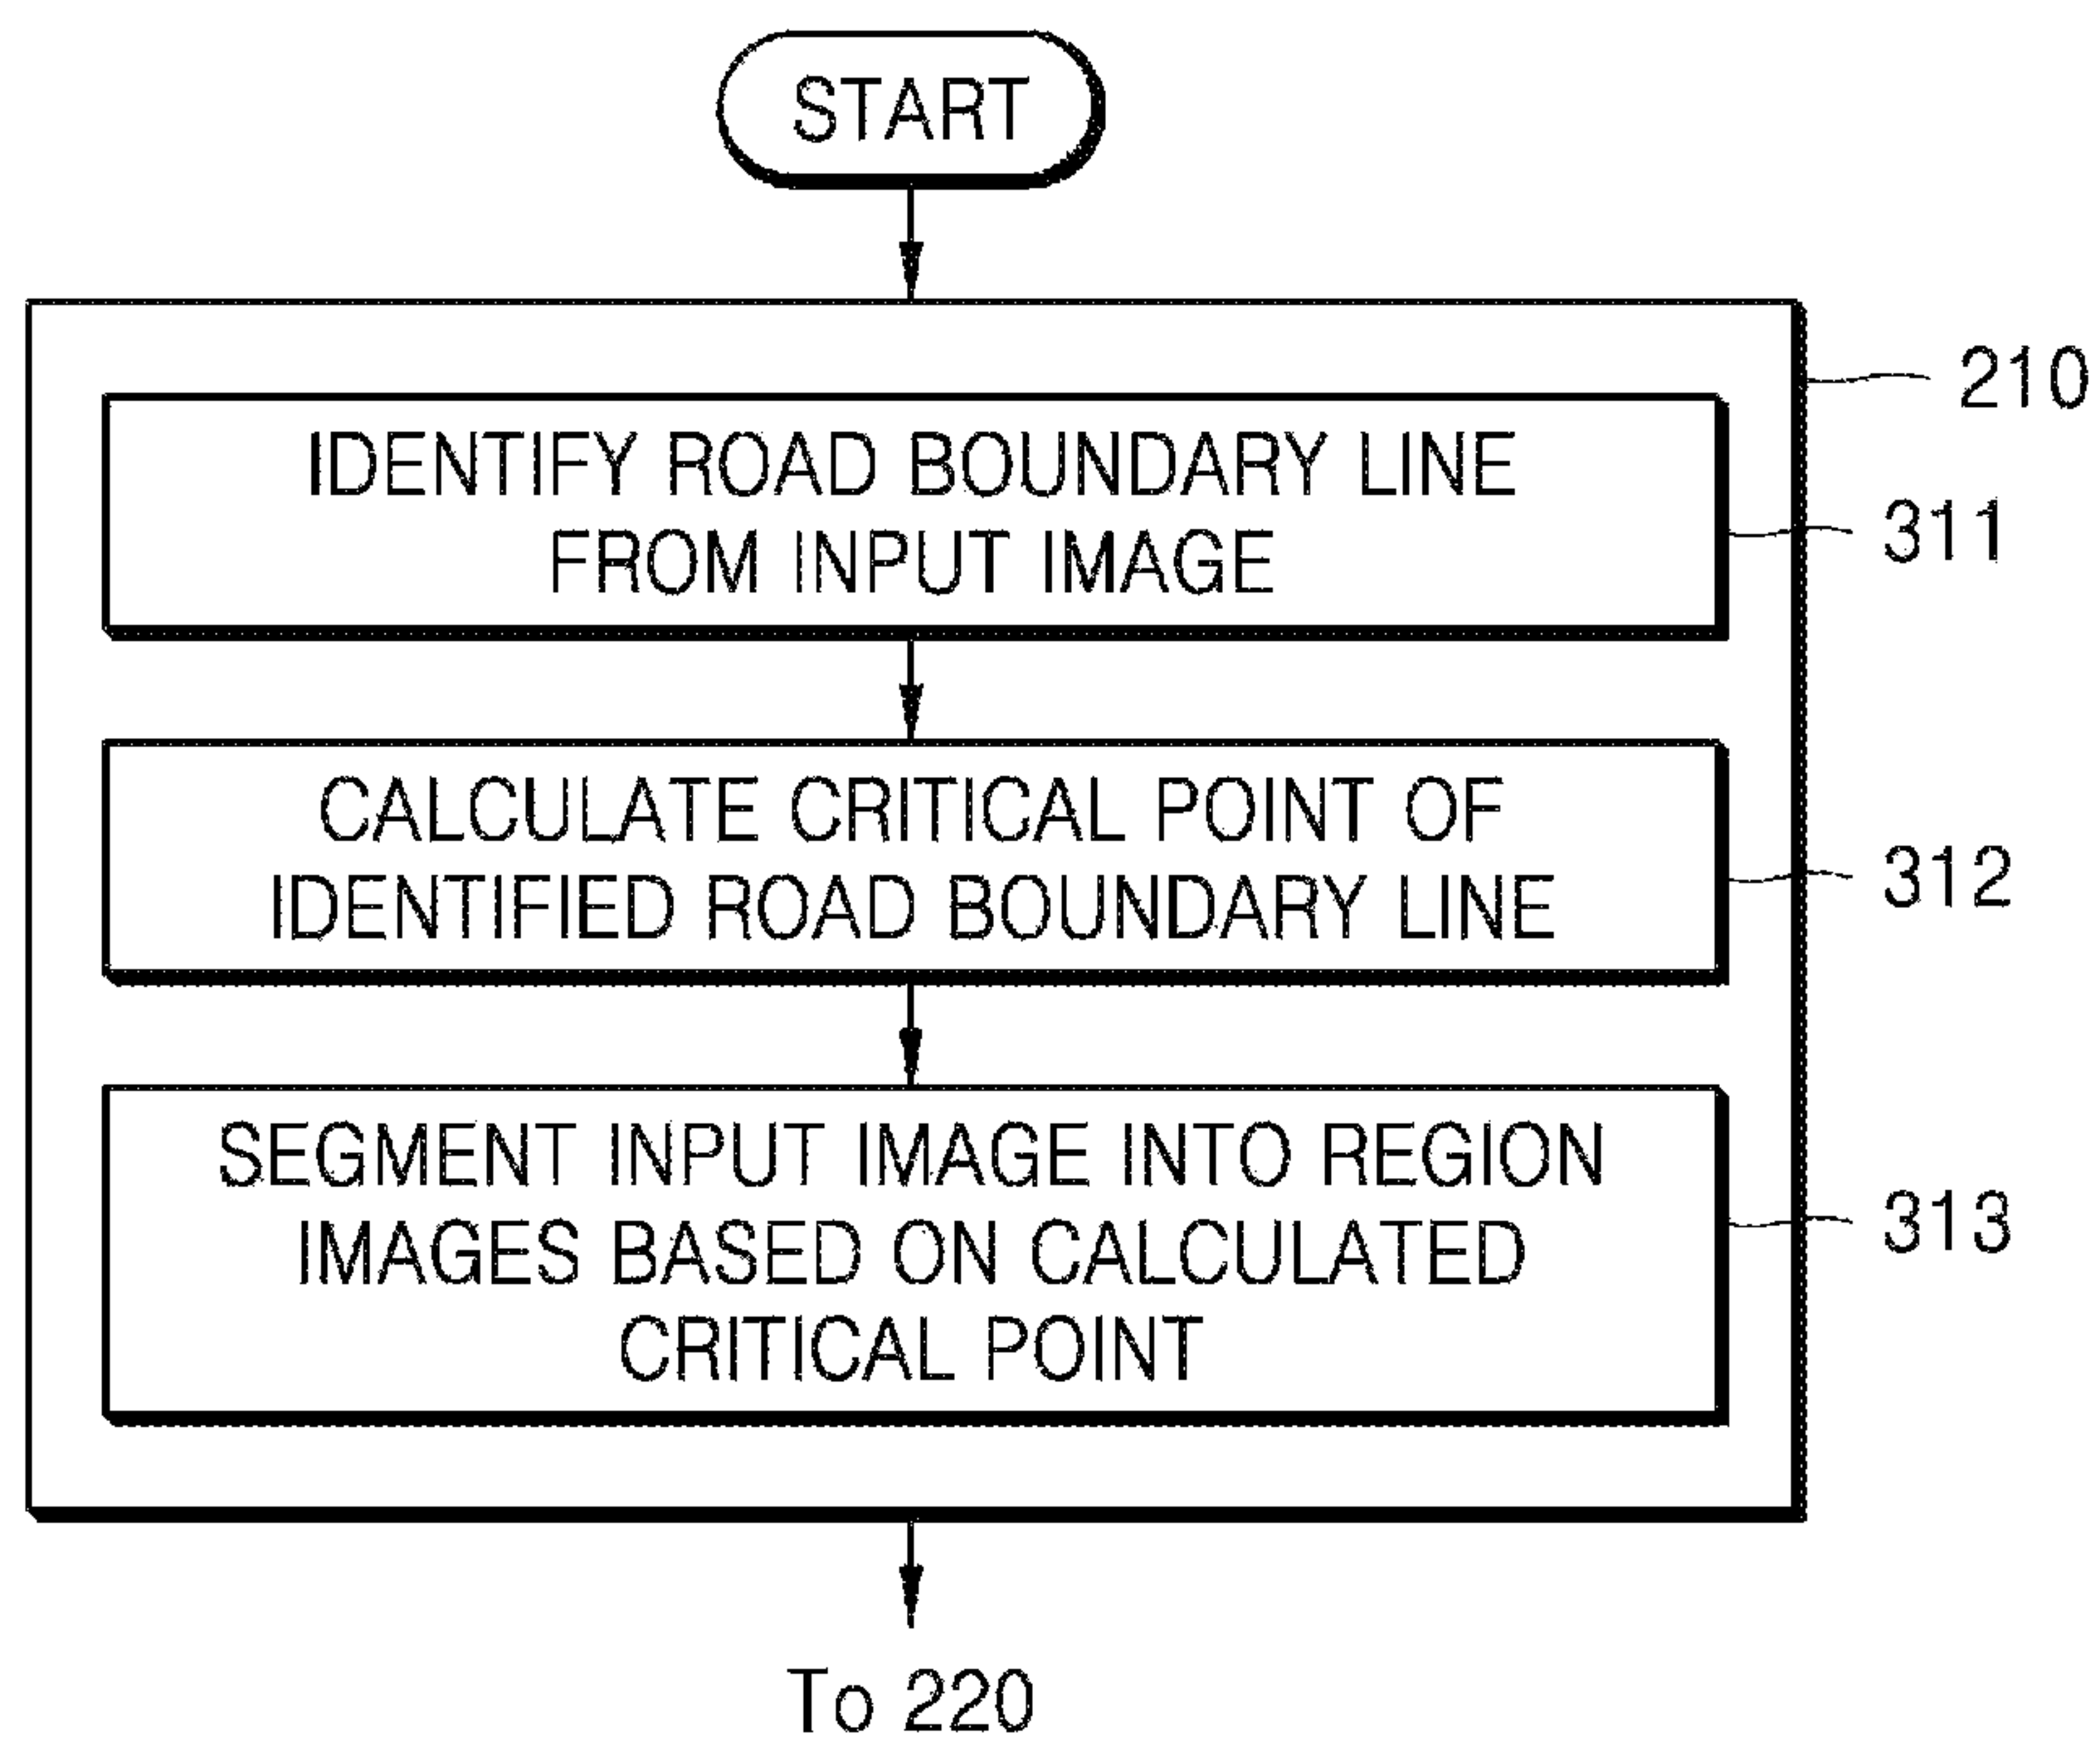 START
210
IDENTIFY ROAD BOUNDARY LINE
FROM INPUT IMAGE
311
CALCULATE CRITICAL POINT OF
IDENTIFIED ROAD BOUNDARY LINE
312
SEGMENT INPUT IMAGE INTO REGION
IMAGES BASED ON CALCULATED
CRITICAL POINT
313
To 220